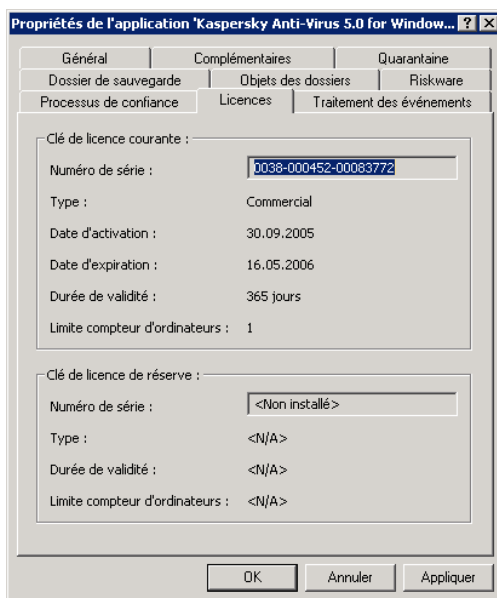 Propriétés de l'application 'Kaspersky Anti-Virus 5.0 for Window...
Général Complémentaires Quarantaine
Dossier de sauvegarde Objets des dossiers Riskware
Processus de confiance Licences Traitement des événements
Clé de licence courante :
Numéro de série : 0038-000452-00083772
Type : Commercial
Date d'activation : 30.09.2005
Date d'expiration : 16.05.2006
Durée de validité : 365 jours
Limite compteur d'ordinateurs : 1
Clé de licence de réserve :
Numéro de série : <Non installé>
Type : <N/A>
Durée de validité : <N/A>
Limite compteur d'ordinateurs : <N/A>
OK Annuler Appliquer